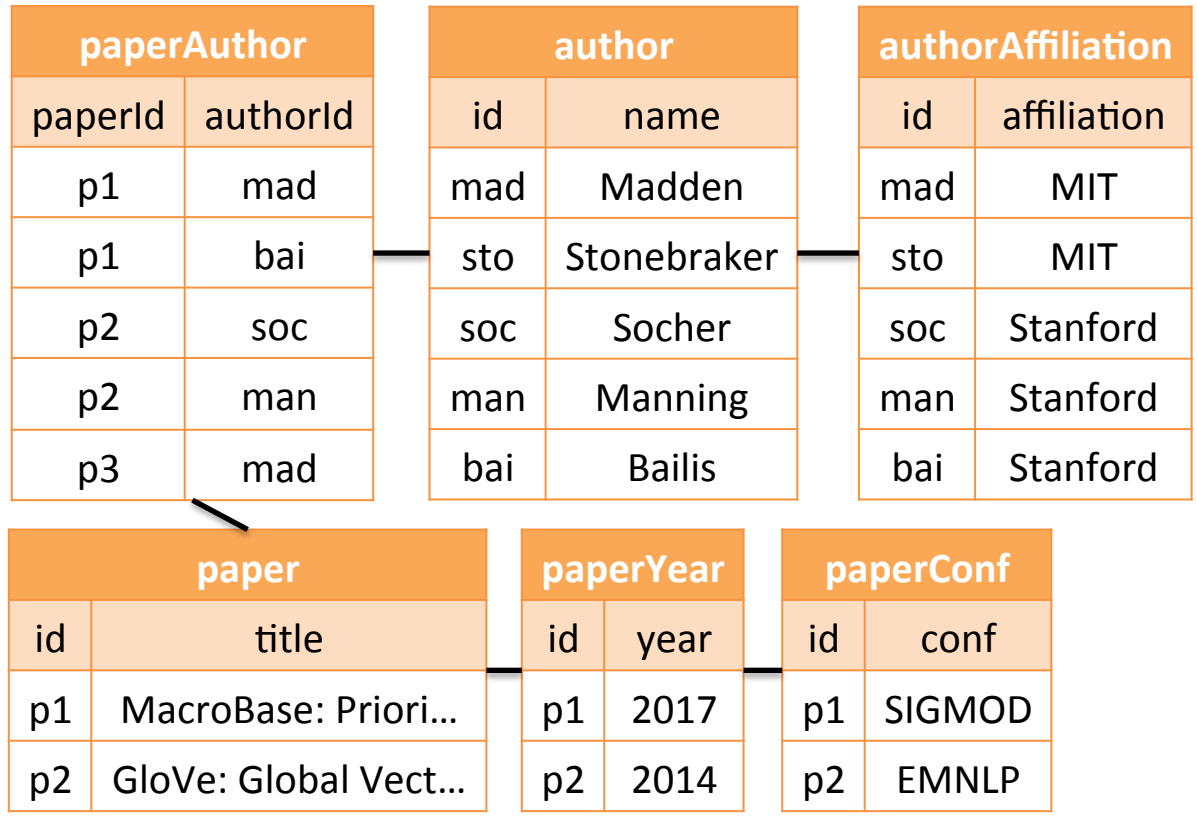 paperAuthor
paperId authorId
p1 mad
p1 bai
p2 soc
p2 man
p3 mad
author
id name
mad Madden
sto Stonebraker
soc Socher
man Manning
bai Bailis
authorAffiliation
id affiliation
mad MIT
sto MIT
soc Stanford
man Stanford
bai Stanford
paper
id title
p1 MacroBase: Priori...
p2 GloVe: Global Vect...
paperYear
id year
p1 2017
p2 2014
paperConf
id conf
p1 SIGMOD
p2 EMNLP